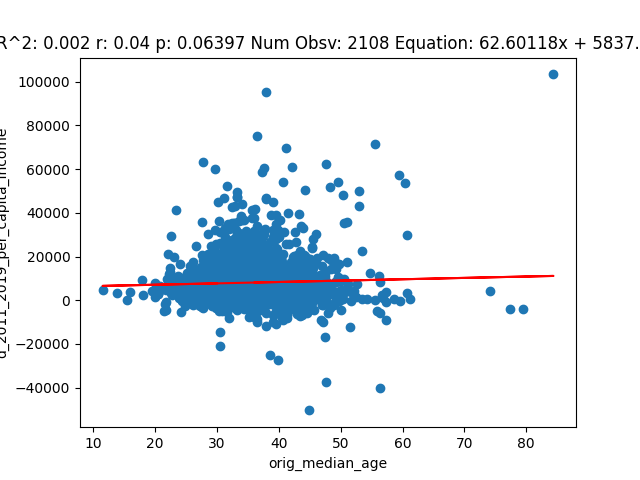 R^2: 0.002 r: 0.04 p: 0.06397 Num Obsv: 2108 Equation: 62.60118x + 5837.
100000
80000
60000
40000
20000
0
−20000
−40000
d_2011_2019_per_capita_income
10 20 30 40 50 60 70 80
orig_median_age